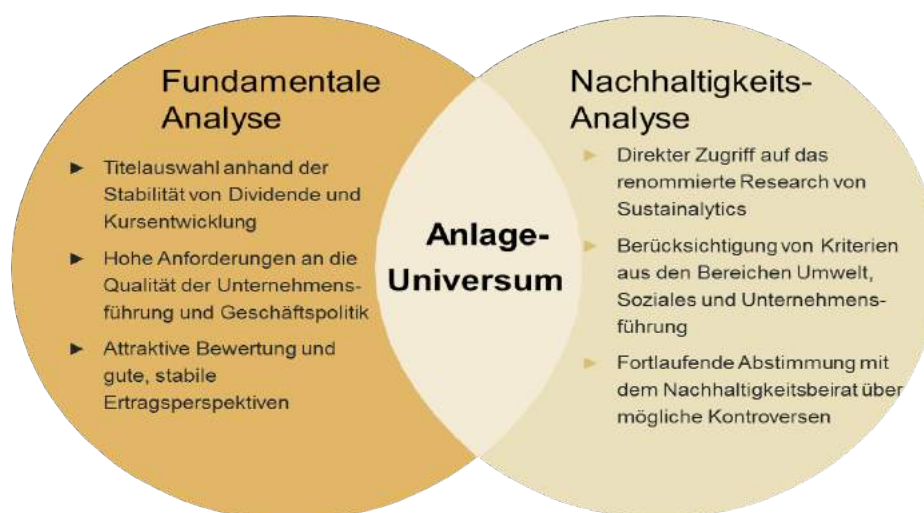 Fundamentale
Analyse
► Titelauswahl anhand der
Stabilität von Dividende und
Kursentwicklung
► Hohe Anforderungen an die
Qualität der Unternehmens-
führung und Geschäftspolitik
► Attraktive Bewertung und
gute, stabile
Ertragsperspektiven
Anlage-
Universum
Nachhaltigkeits-
Analyse
► Direkter Zugriff auf das
renommierte Research von
Sustainalytics
► Berücksichtigung von Kriterien
aus den Bereichen Umwelt,
Soziales und Unternehmens-
führung
► Fortlaufende Abstimmung mit
dem Nachhaltigkeitsbeirat über
mögliche Kontroversen